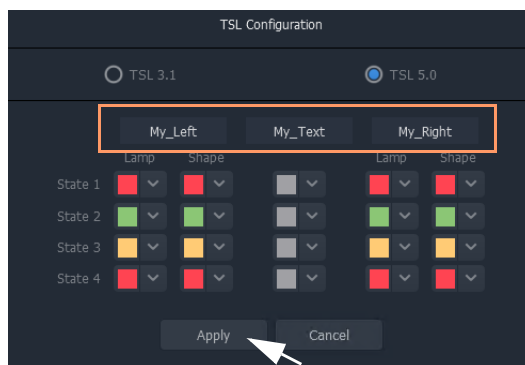 TSL Configuration
TSL 3.1 TSL 5.0
My_Left My_Text My_Right
Lamp Shape Lamp Shape
State 1
State 2
State 3
State 4
Apply Cancel